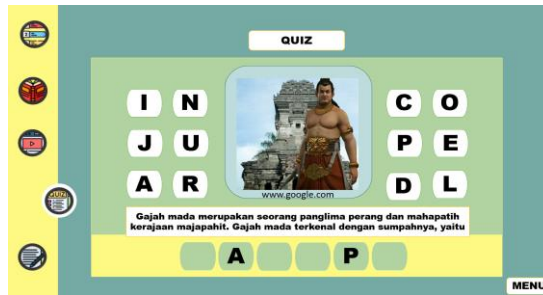 QUIZ
I N C O
J U P E
A R D L
www.google.com
QUIZ
Gajah mada merupakan seorang panglima perang dan mahapatih
kerajaan majapahit. Gajah mada terkenal dengan sumpahnya, yaitu
A P
MENU